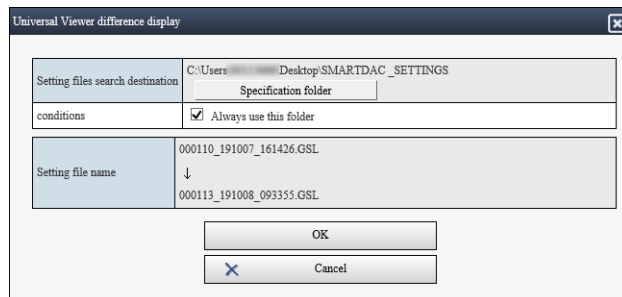 Universal Viewer difference display
Setting files search destination
C:\Users Desktop\SMARTDAC _SETTINGS
Specification folder
conditions
Always use this folder
Setting file name
000110_191007_161426.GSL
↓
000113_191008_093355.GSL
OK
Cancel